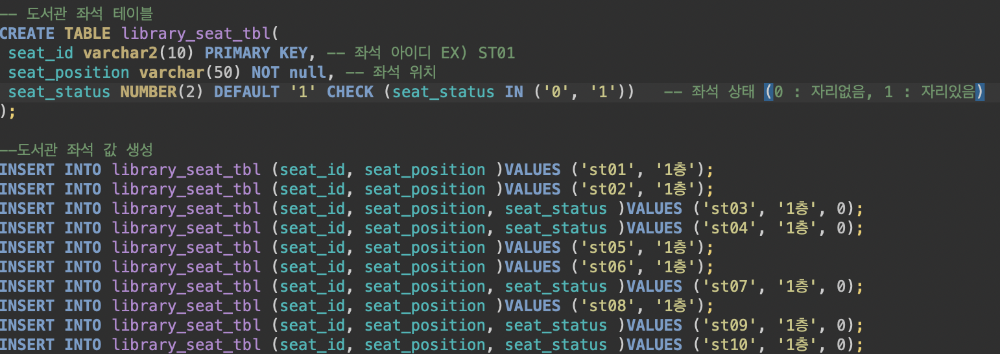 -- 도서관 좌석 테이블
CREATE TABLE library_seat_tbl(
seat_id varchar2(10) PRIMARY KEY, -- 좌석 아이디 EX) ST01
seat_position varchar(50) NOT null, -- 좌석 위치
seat_status NUMBER(2) DEFAULT '1' CHECK (seat_status IN ('0', '1')) -- 좌석 상태 (0 : 자리없음, 1 : 자리있음)
);
--도서관 좌석 값 생성
INSERT INTO library_seat_tbl (seat_id, seat_position )VALUES ('st01', '1층');
INSERT INTO library_seat_tbl (seat_id, seat_position )VALUES ('st02', '1층');
INSERT INTO library_seat_tbl (seat_id, seat_position, seat_status )VALUES ('st03', '1층', 0);
INSERT INTO library_seat_tbl (seat_id, seat_position, seat_status )VALUES ('st04', '1층', 0);
INSERT INTO library_seat_tbl (seat_id, seat_position )VALUES ('st05', '1층');
INSERT INTO library_seat_tbl (seat_id, seat_position )VALUES ('st06', '1층');
INSERT INTO library_seat_tbl (seat_id, seat_position, seat_status )VALUES ('st07', '1층', 0);
INSERT INTO library_seat_tbl (seat_id, seat_position )VALUES ('st08', '1층');
INSERT INTO library_seat_tbl (seat_id, seat_position, seat_status )VALUES ('st09', '1층', 0);
INSERT INTO library_seat_tbl (seat_id, seat_position, seat_status )VALUES ('st10', '1층', 0);